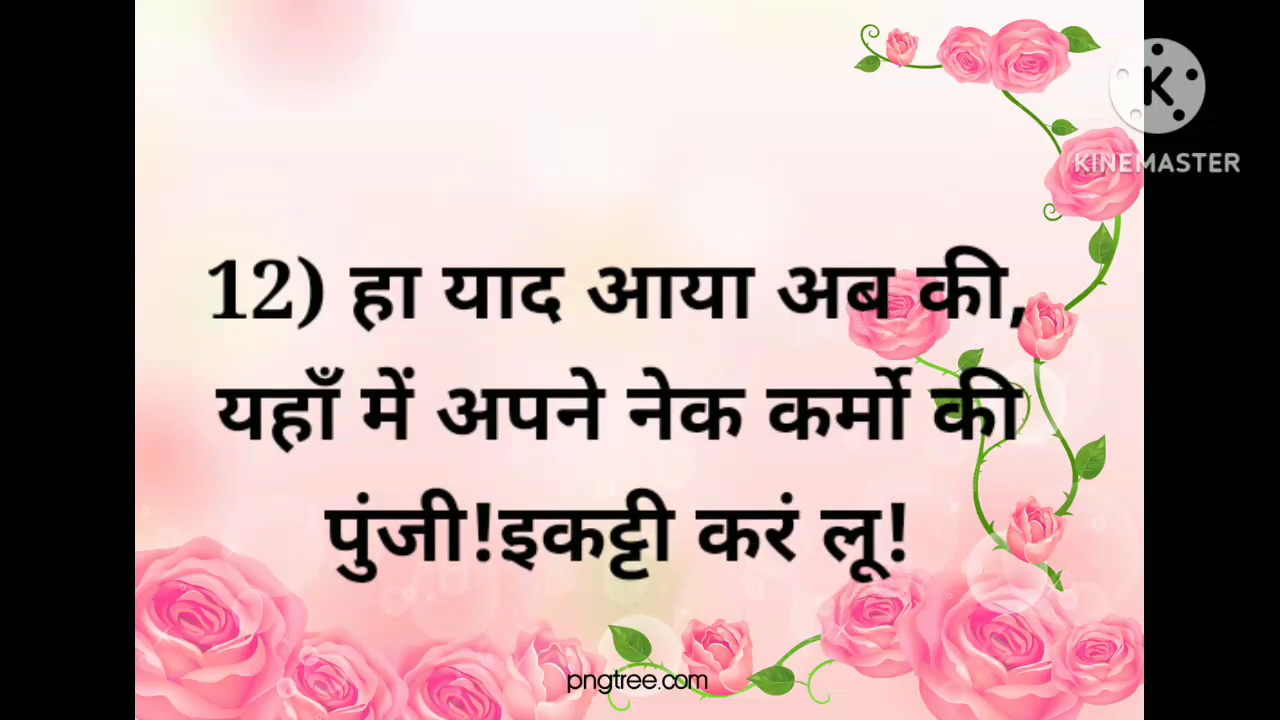 KINEMASTER
12) हा याद आया अब की,
यहाँ में अपने नेक कर्मो की
पुंजी!इकट्टी करं लू!
pngtree.com